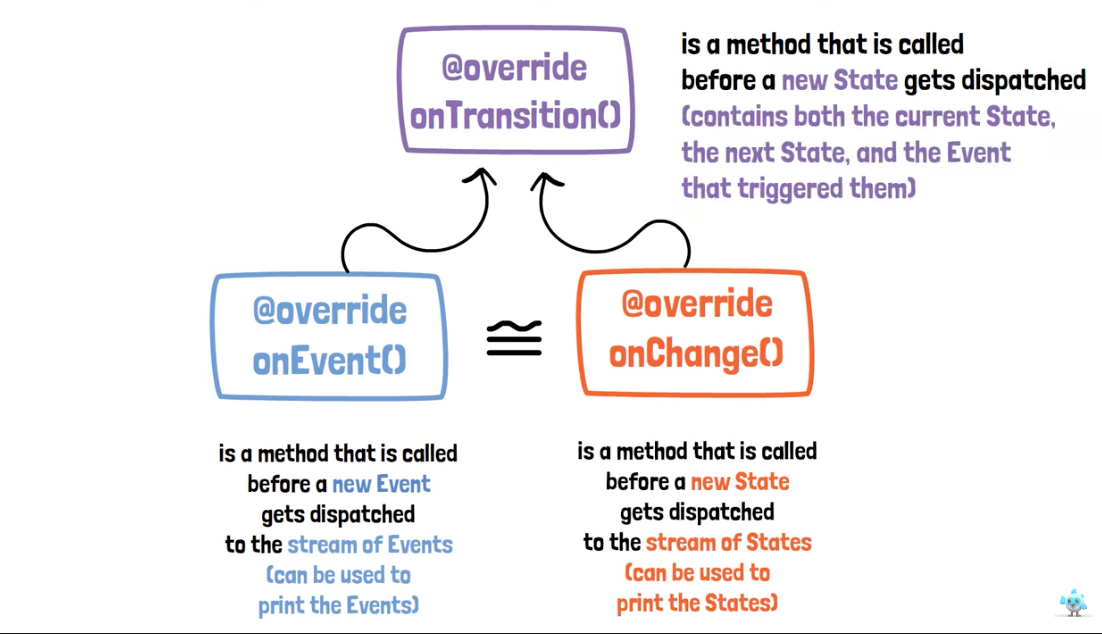 @override
onTransition()
is a method that is called
before a new State gets dispatched
(contains both the current State,
the next State, and the Event
that triggered them)
@override
onEvent()
≅
@override
onChange()
is a method that is called
before a new Event
gets dispatched
to the stream of Events
(can be used to
print the Events)
is a method that is called
before a new State
gets dispatched
to the stream of States
(can be used to
print the States)